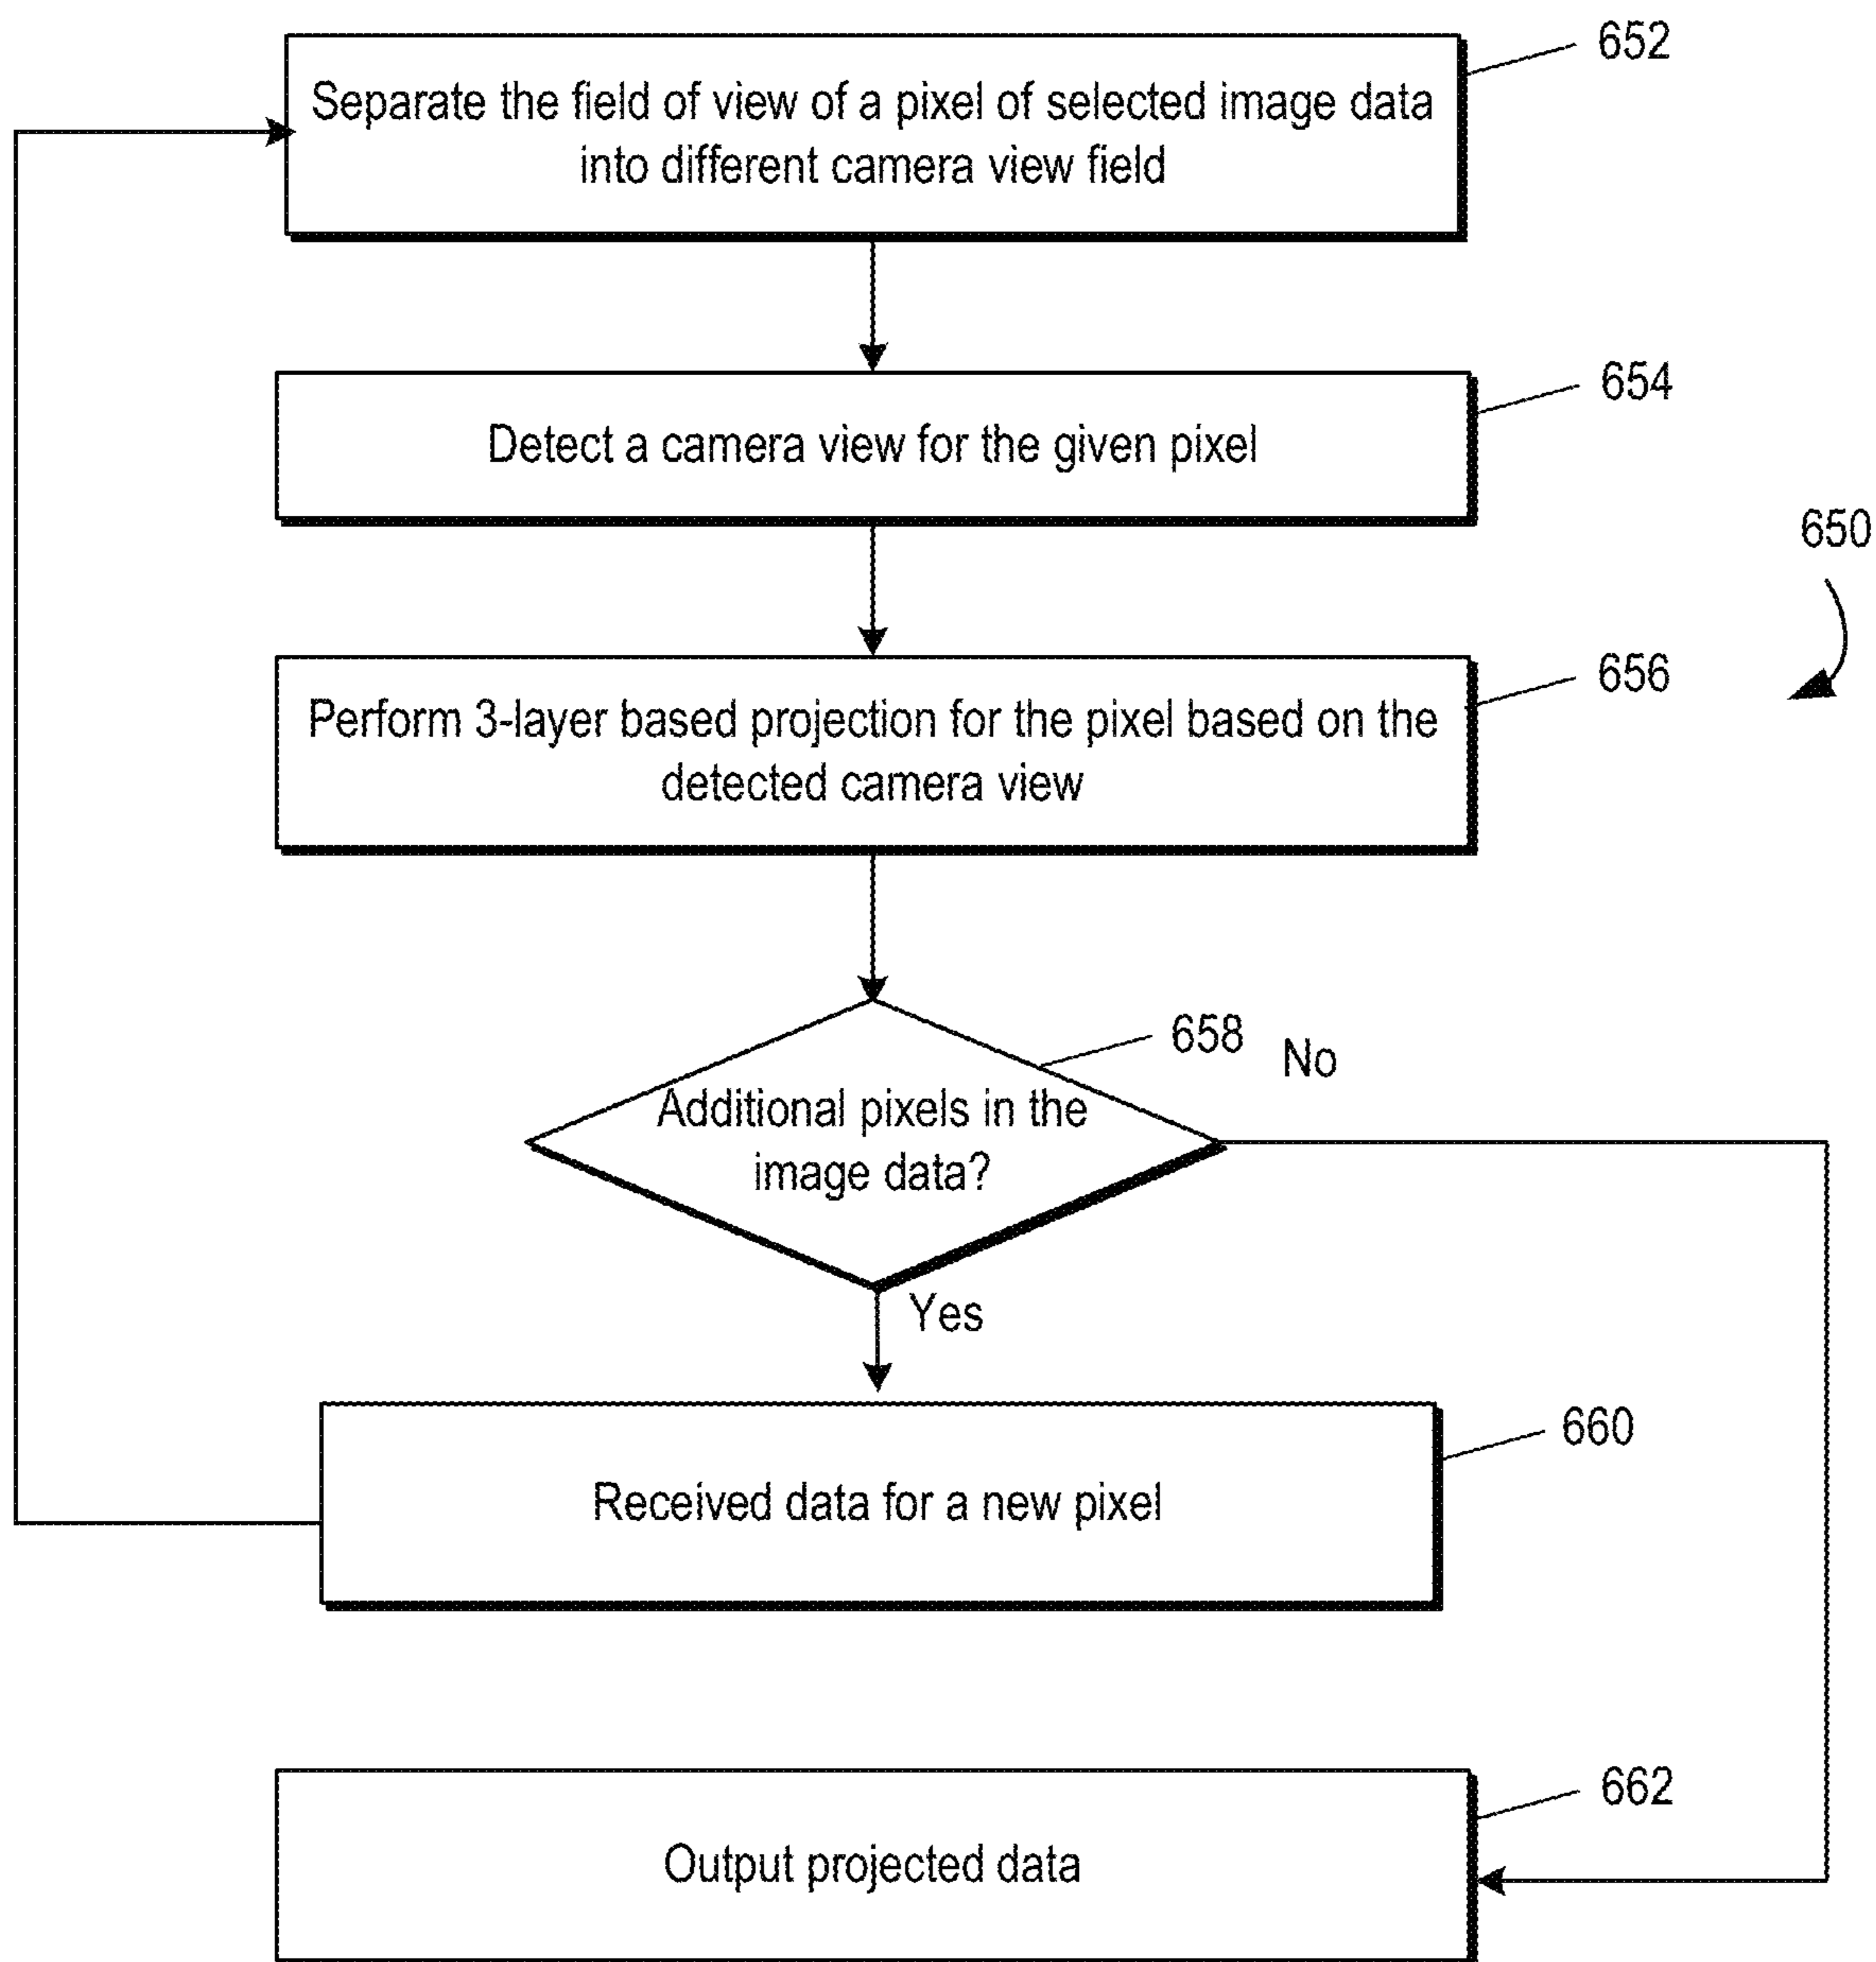 652
Separate the field of view of a pixel of selected image data
into different camera view field
654
Detect a camera view for the given pixel
650
656
Perform 3-layer based projection for the pixel based on the
detected camera view
658
No
Additional pixels in the
image data?
Yes
660
Received data for a new pixel
662
Output projected data